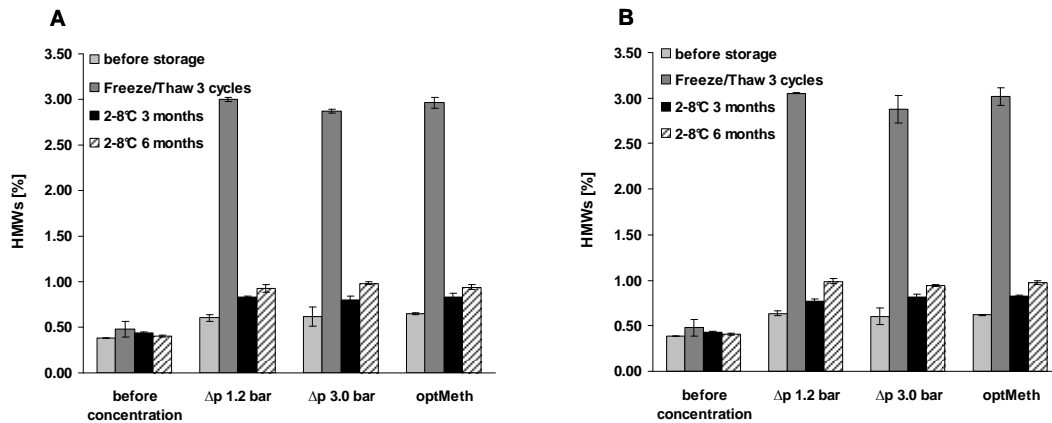 A
HMWs [%]
3.50
3.00
2.50
2.00
1.50
1.00
0.50
0.00
before storage
Freeze/Thaw 3 cycles
2-8°C 3 months
2-8°C 6 months
before concentration
Δp 1.2 bar
Δp 3.0 bar
optMeth
B
HMWs [%]
3.50
3.00
2.50
2.00
1.50
1.00
0.50
0.00
before storage
Freeze/Thaw 3 cycles
2-8°C 3 months
2-8°C 6 months
before
concentration
Δp 1.2 bar
Δp 3.0 bar
optMeth